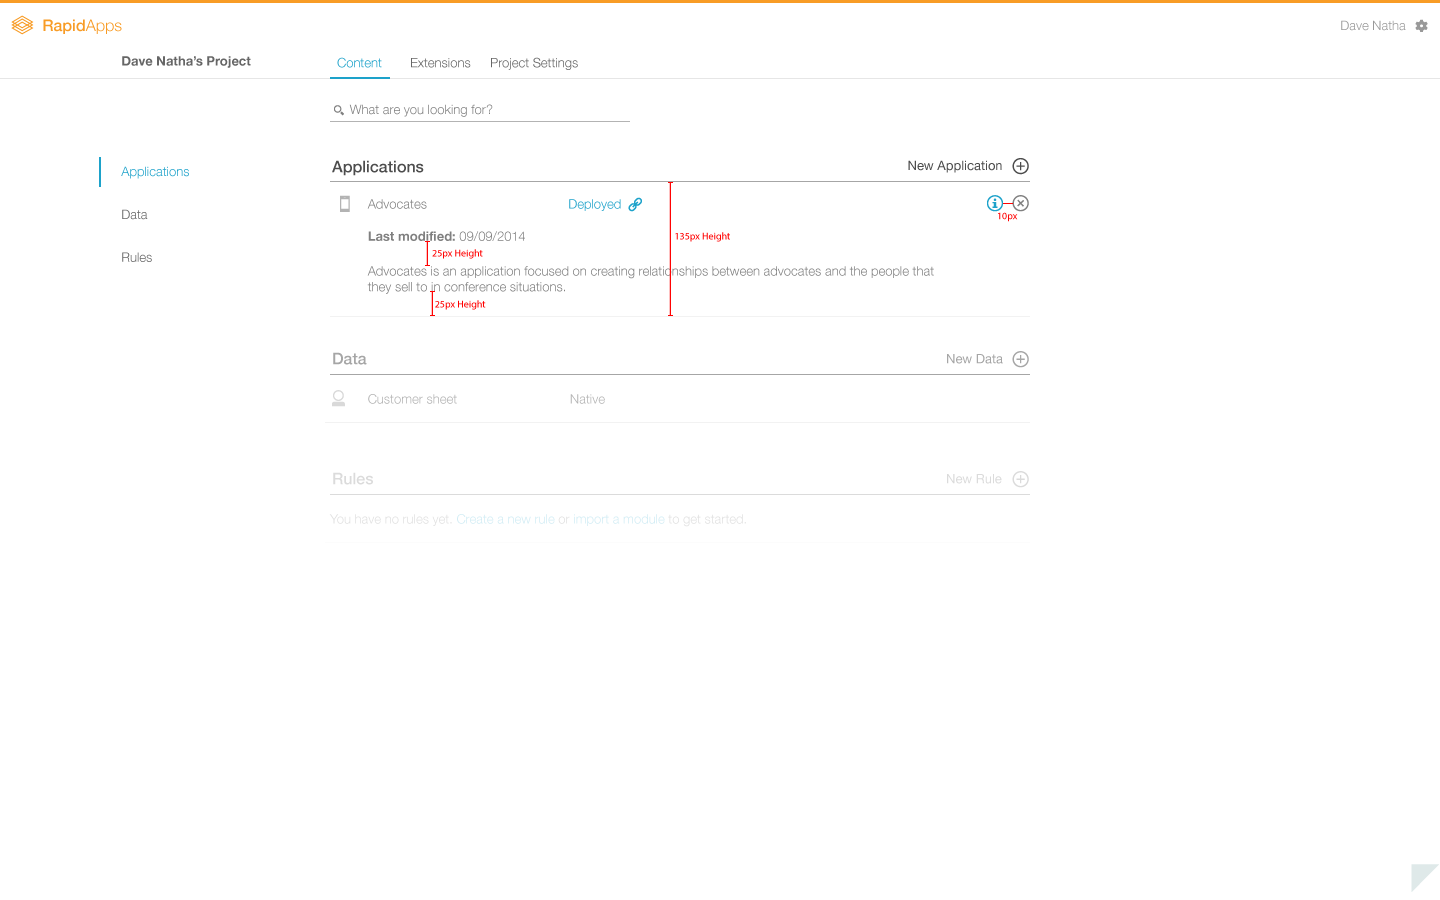 RapidApps
Dave Natha
Dave Natha's Project
Content
Extensions
Project Settings
What are you looking for?
Applications
Data
Rules
Applications
New Application
Advocates
Deployed
10px
Last modified: 09/09/2014
135px Height
25px Height
Advocates is an application focused on creating relationships between advocates and the people that
they sell to in conference situations.
25px Height
Data
New Data
Customer sheet
Native
Rules
New Rule
You have no rules yet. Create a new rule or import a module to get started.